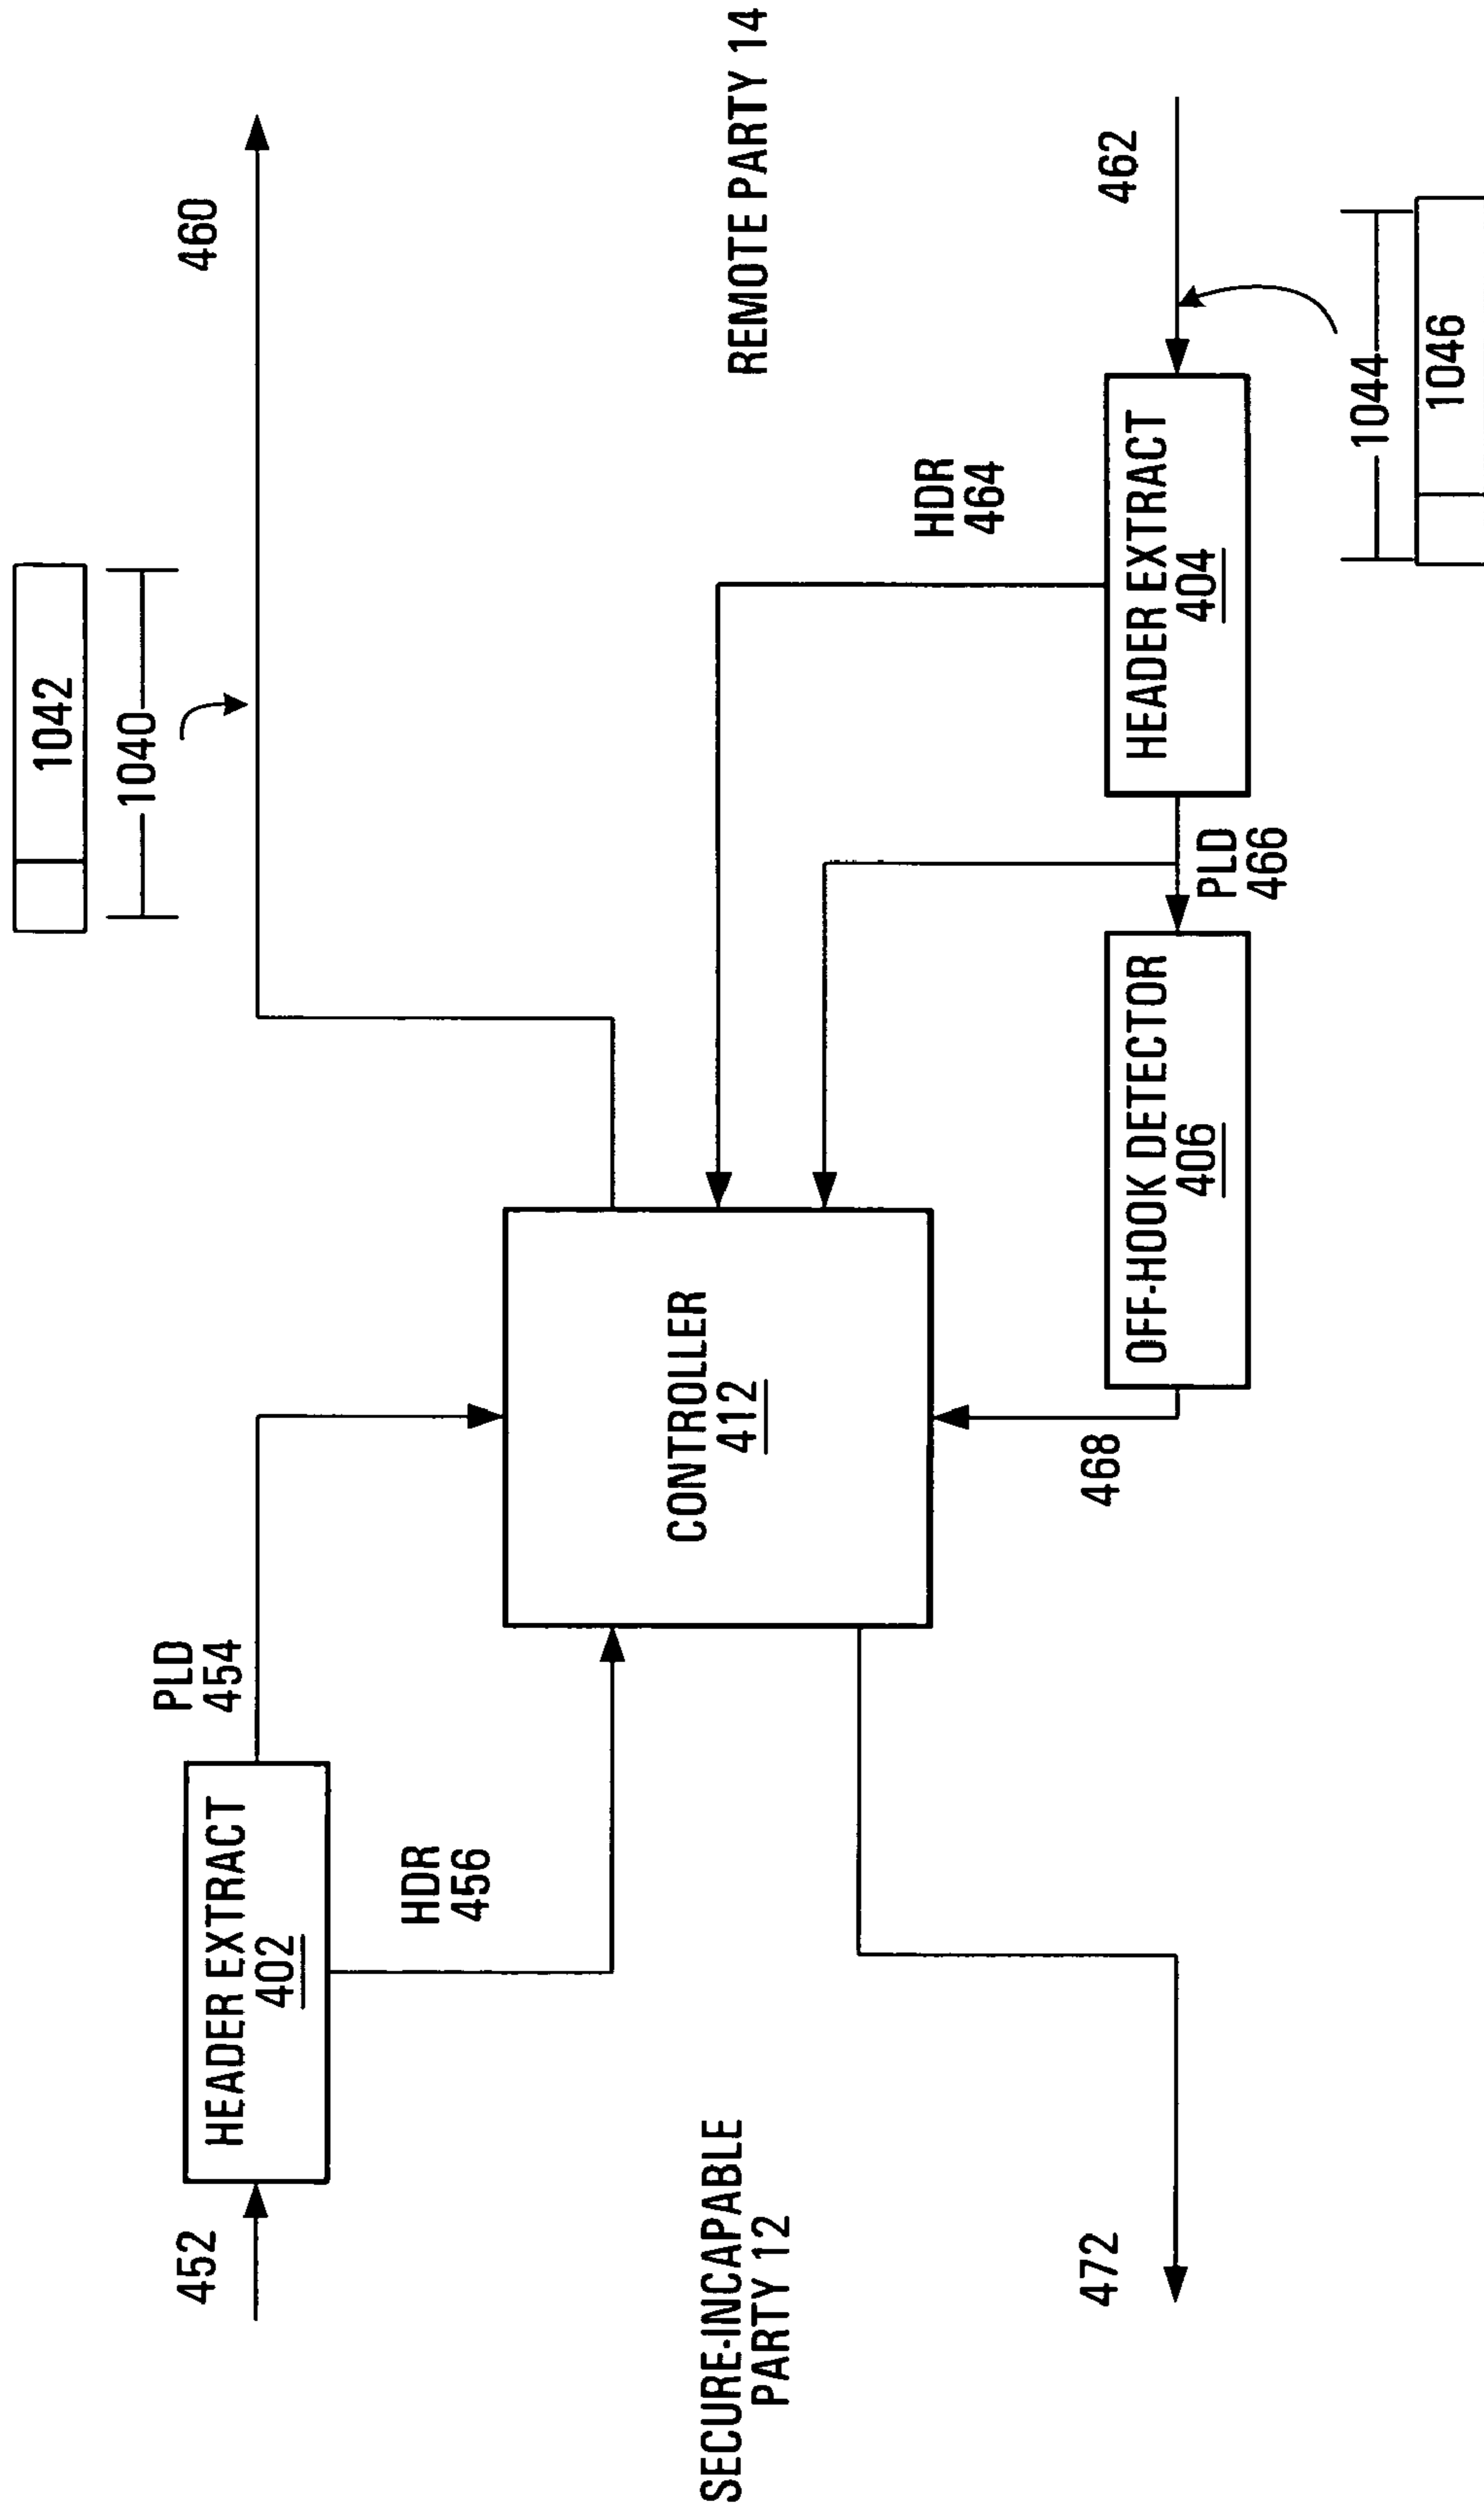 1042
1040
452
PLD
454
460
HEADER EXTRACT
402
HDR
456
SECURE-INCAPABLE
PARTY 12
CONTROLLER
412
REMOTE PARTY 14
HDR
464
472
468
462
OFF-HOOK DETECTOR
406
HEADER EXTRACT
404
PLD
466
1044
1046